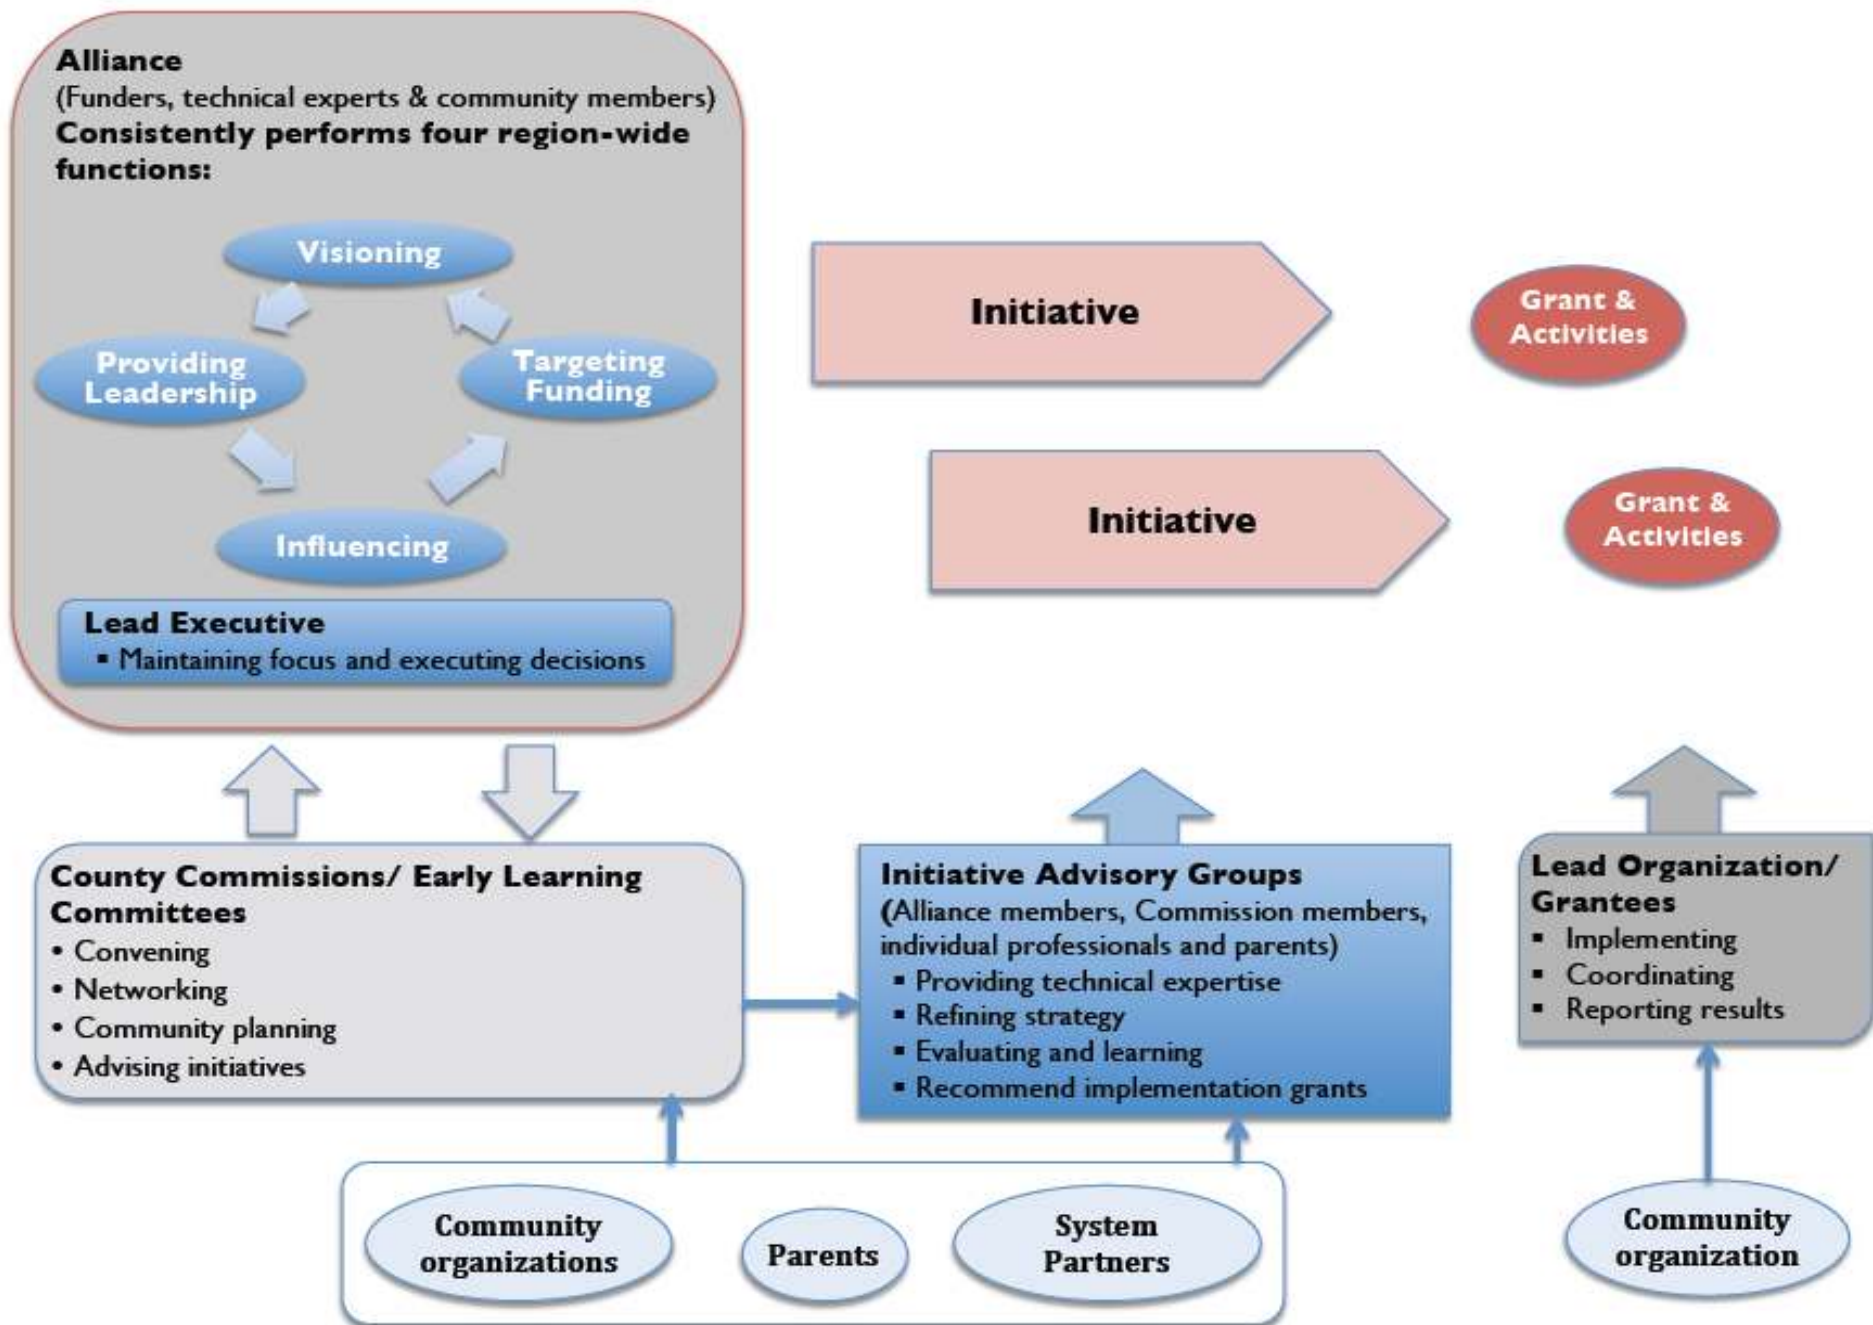 Alliance
(Funders, technical experts & community members)
Consistently performs four region-wide
functions:
Visioning
Providing
Leadership
Targeting
Funding
Influencing
Lead Executive
▪ Maintaining focus and executing decisions
Initiative
Grant &
Activities
Initiative
Grant &
Activities
County Commissions/ Early Learning
Committees
• Convening
• Networking
• Community planning
• Advising initiatives
Initiative Advisory Groups
(Alliance members, Commission members,
individual professionals and parents)
▪ Providing technical expertise
▪ Refining strategy
▪ Evaluating and learning
▪ Recommend implementation grants
Lead Organization/
Grantees
▪ Implementing
▪ Coordinating
▪ Reporting results
Community
organizations
Parents
System
Partners
Community
organization